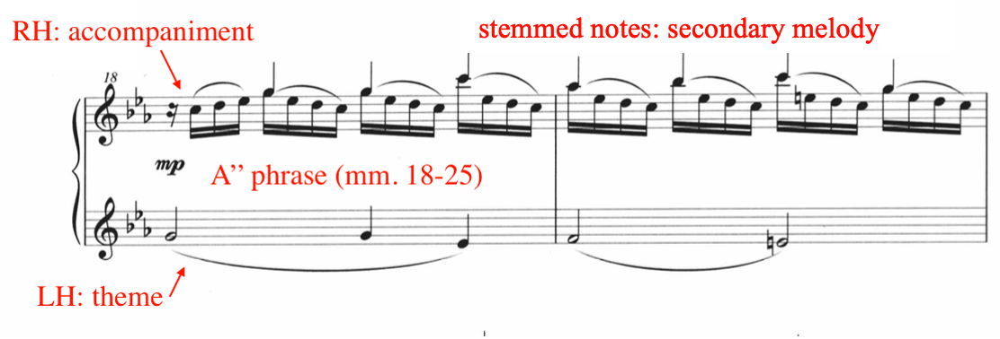 RH: accompaniment
stemmed notes: secondary melody
18
mp
A” phrase (mm. 18-25)
LH: theme